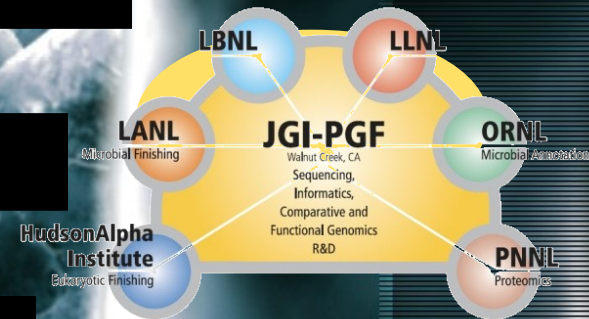 LBNL
LLNL
LANL
Microbial Finishing
JGI-PGF
Walnut Creek, CA
Sequencing,
Informatics,
Comparative and
Functional Genomics
R&D
ORNL
Microbial Annotation
HudsonAlpha
Institute
Eukaryotic Finishing
PNNL
Proteomics